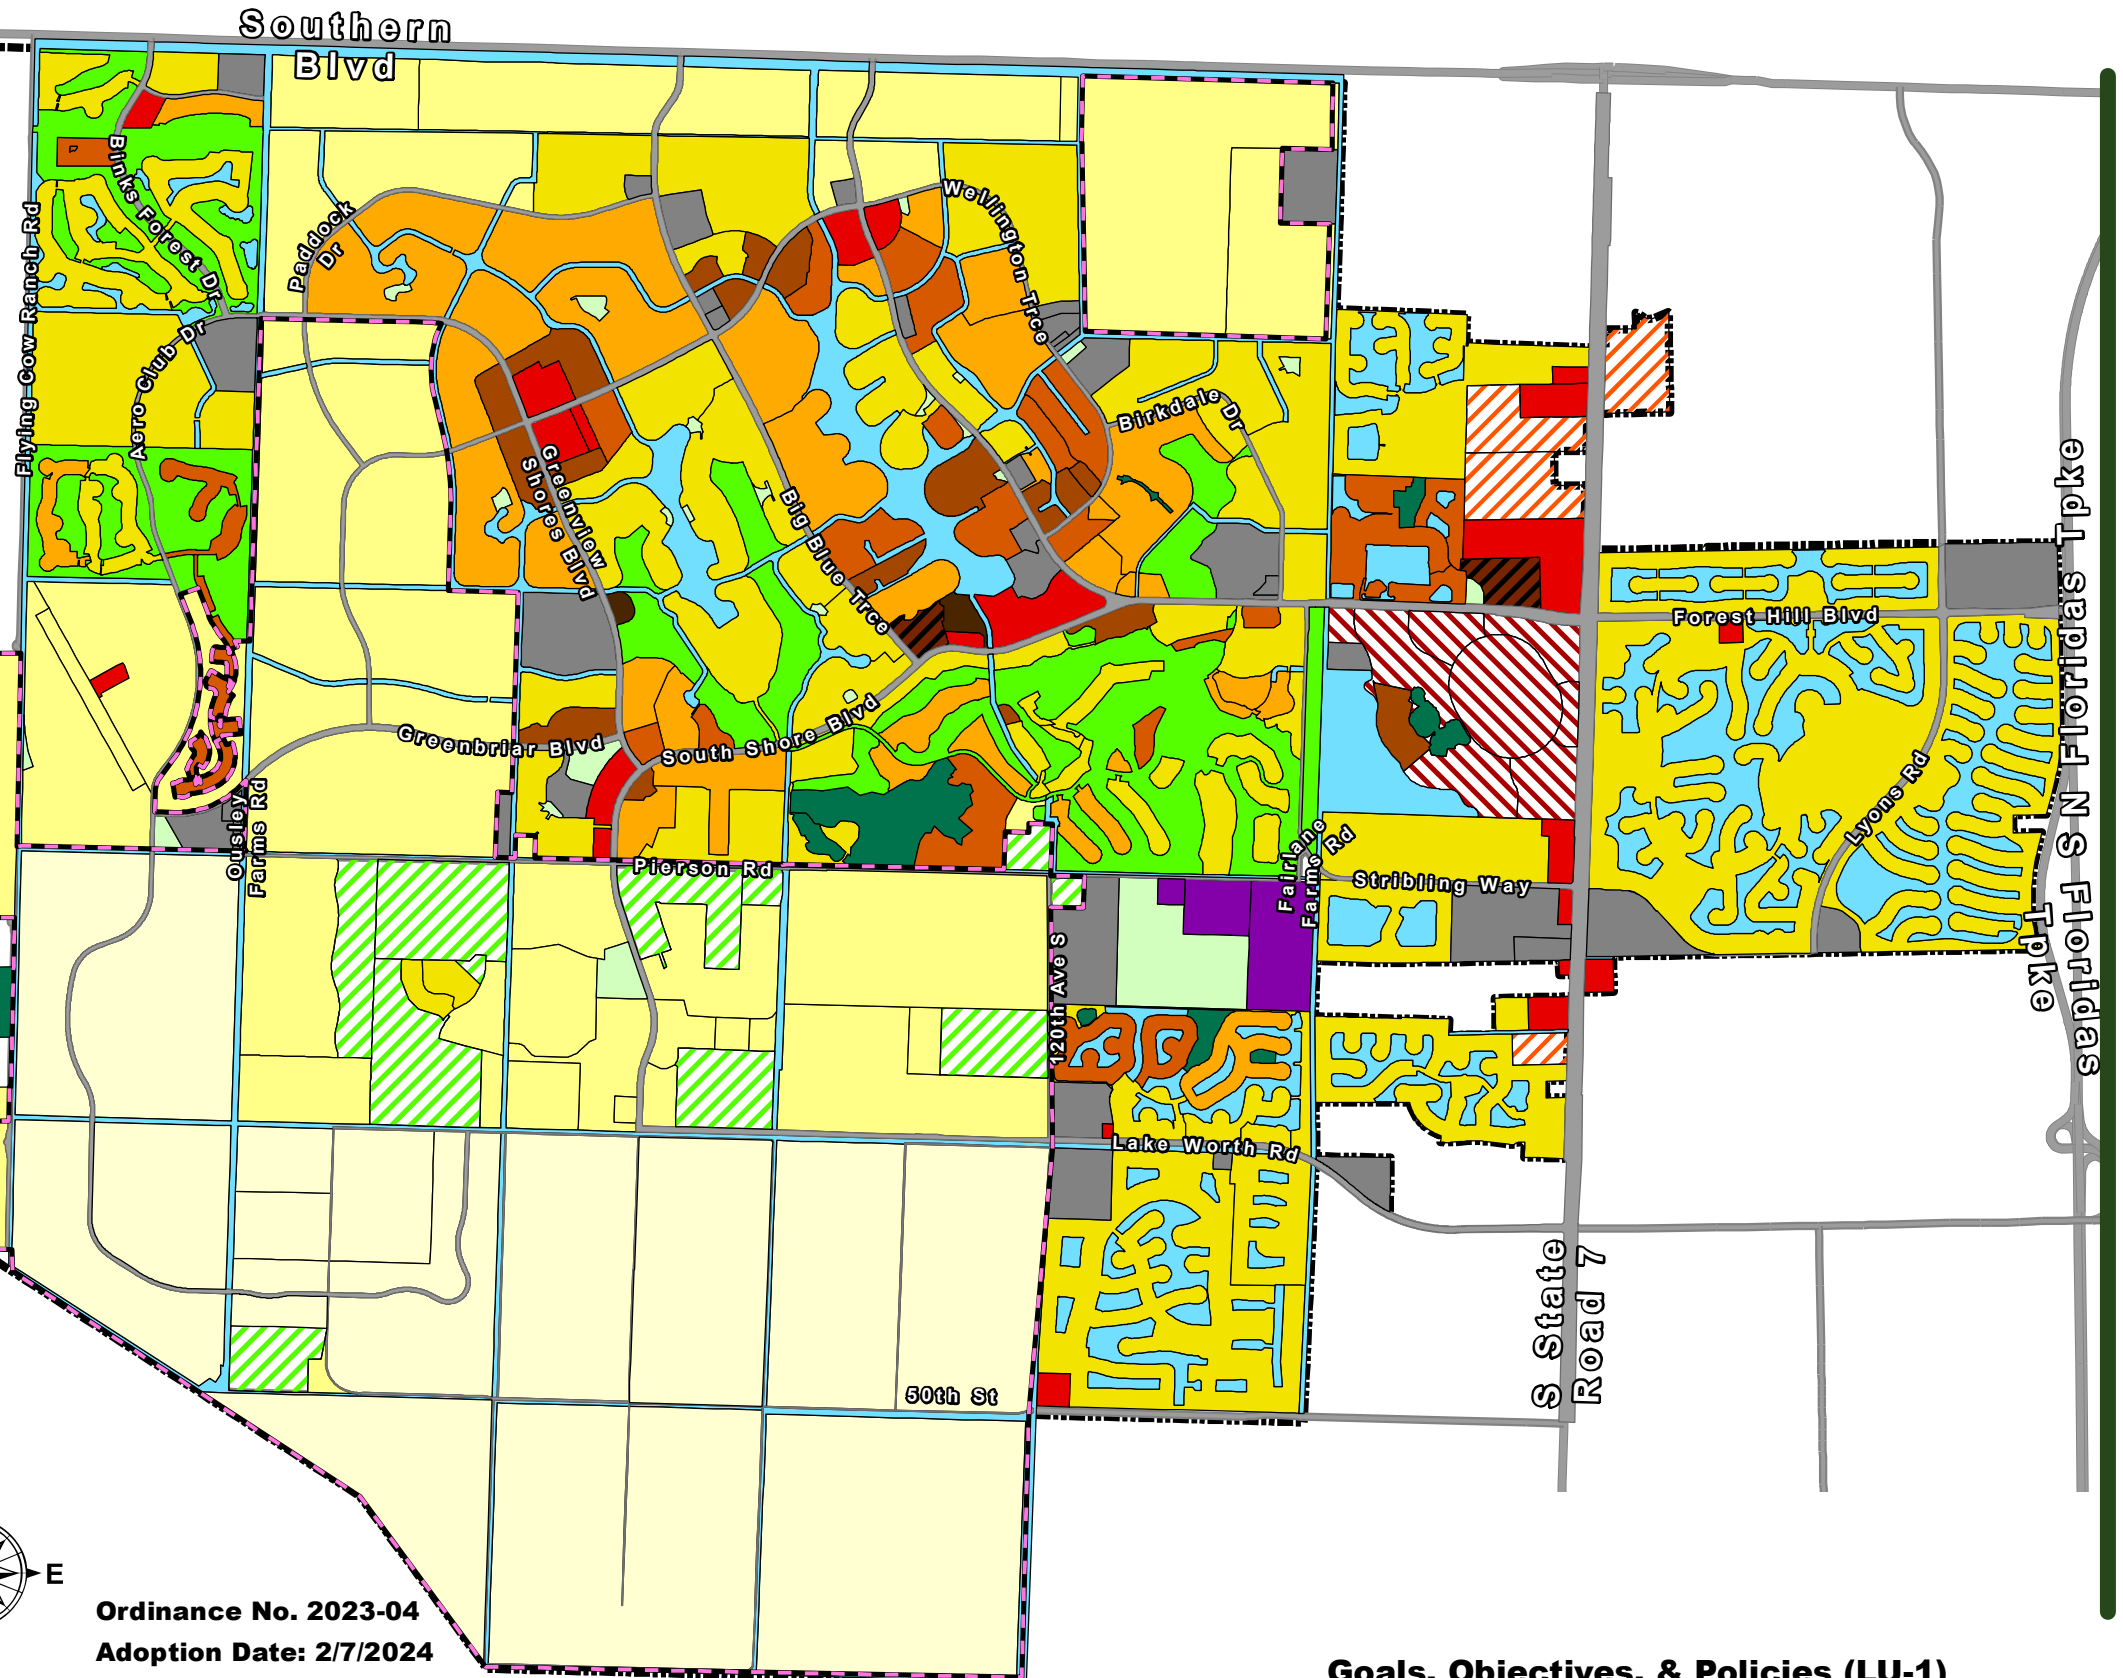 Southern
Blvd
Binks Forest Dr
Flying Cow Ranch Rd
Paddock
Dr
Wellington Trce
Aero Club Dr
Birkdale Dr
Greenview
Shores Blvd
Big Blue Trce
Forest Hill Blvd
S N Floridas Tpke
Greenbriar Blvd
South Shore Blvd
Lyons Rd
Ousley
Farms Rd
Pierson Rd
Fairlane
Farms Rd
Stribling Way
120th Ave S
S Floridas
Tpke
Lake Worth Rd
S State
Road 7
50th St
E
Ordinance No. 2023-04
Adoption Date: 2/7/2024
Goals, Objectives, & Policies (LU-1)